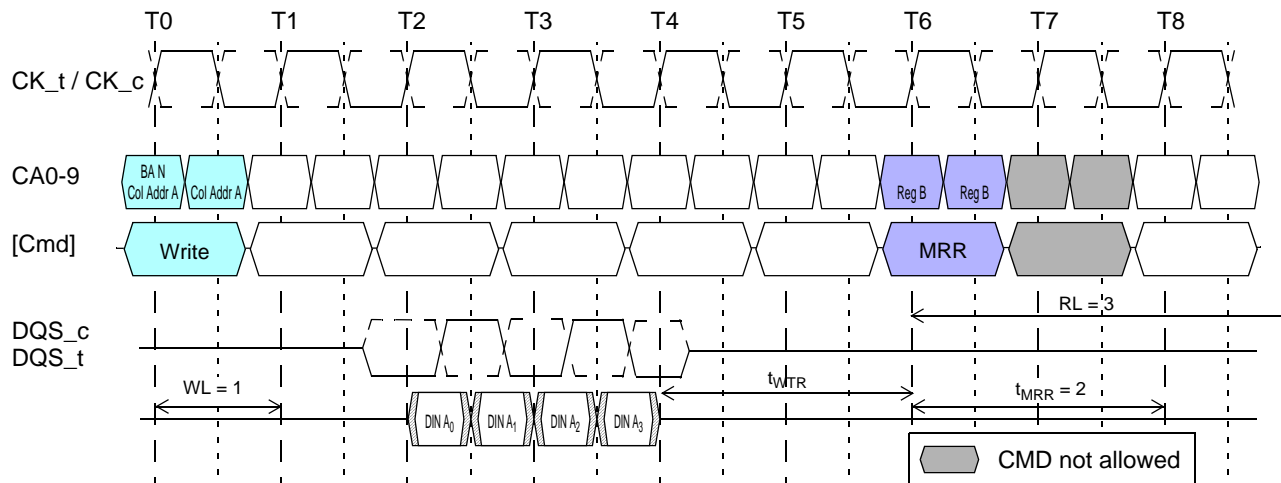 T0 T1 T2 T3 T4 T5 T6 T7 T8
CK_t / CK_c
CA0-9
BA N
Col Addr A
Col Addr A
Reg B
Reg B
[Cmd]
Write
MRR
RL = 3
DQS_c
DQS_t
WL = 1
tWTR
tMRR = 2
DIN A0
DIN A1
DIN A2
DIN A3
CMD not allowed